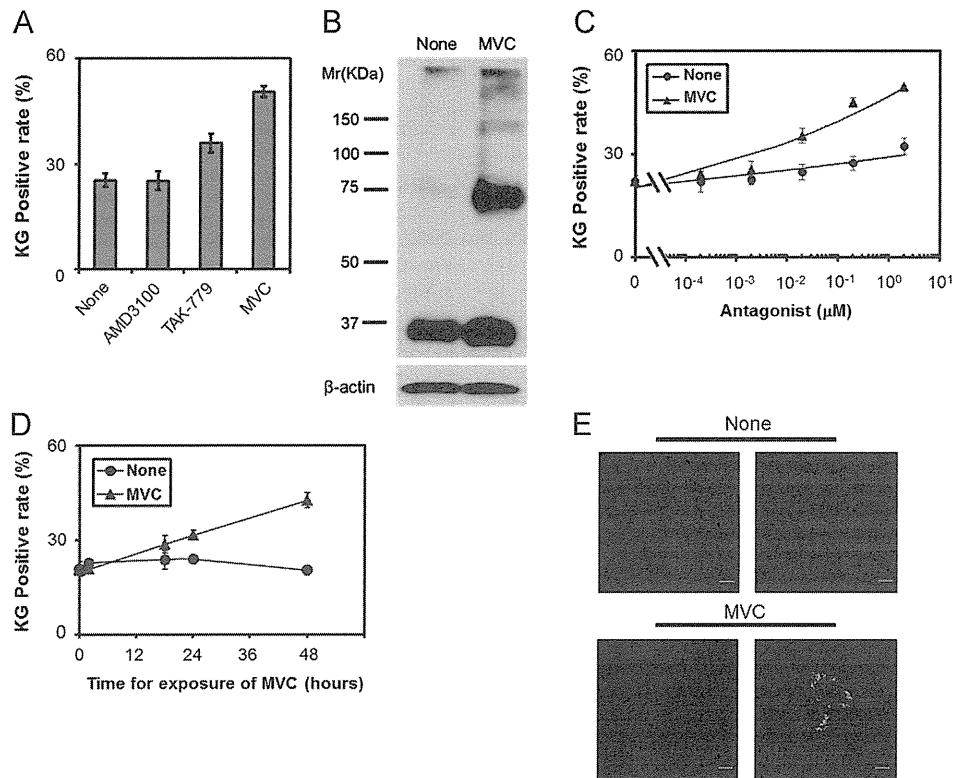 A
KG Positive rate (%)
60
30
0
None
AMD3100
TAK-779
MVC
B
None MVC
Mr(KDa)
150
100
75
50
37
β-actin
C
KG Positive rate (%)
60
30
0
None
MVC
0 10⁻⁴ 10⁻³ 10⁻² 10⁻¹ 10⁰ 10¹
Antagonist (μM)
D
KG Positive rate (%)
60
30
0
None
MVC
0 12 24 36 48
Time for exposure of MVC (hours)
E
None
MVC